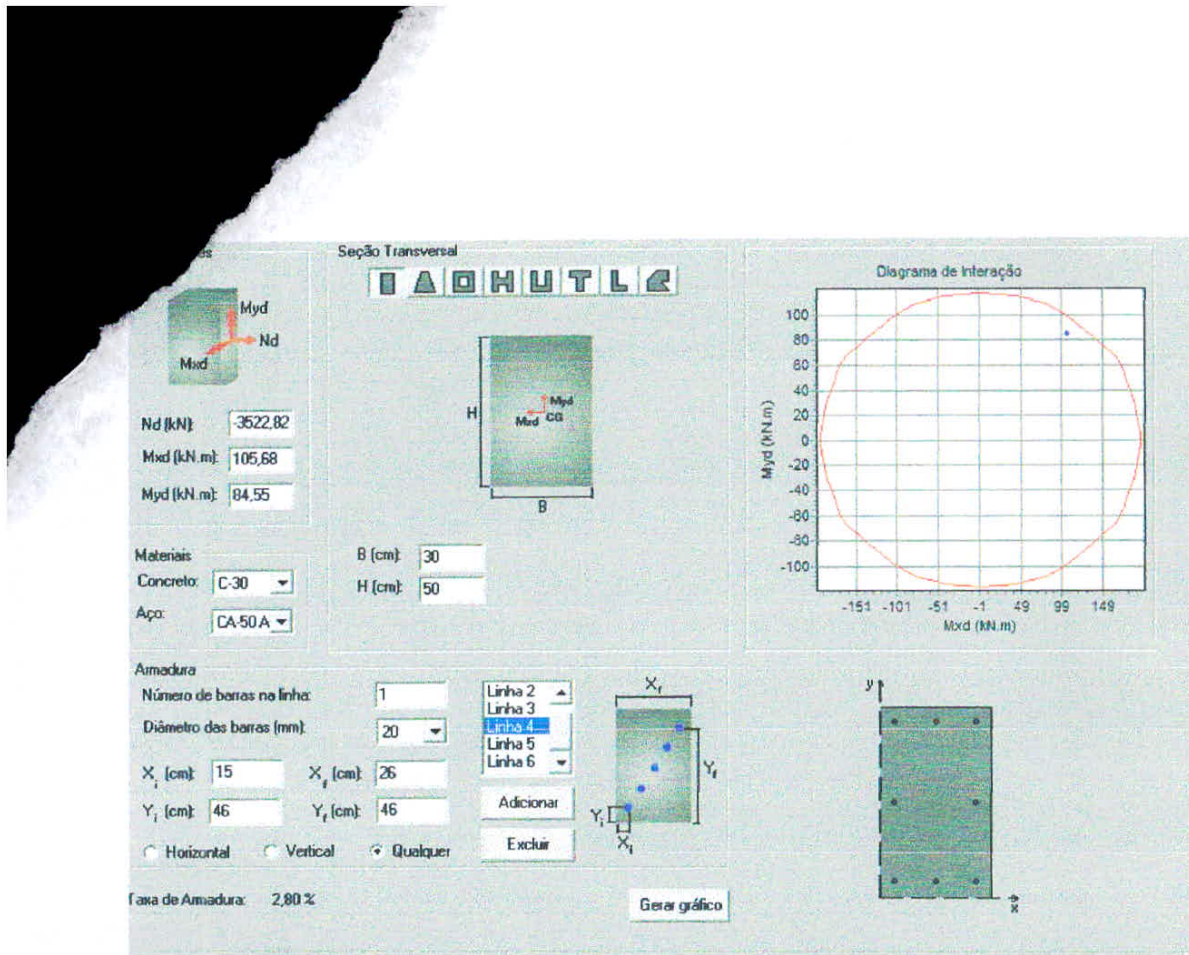 Seção Transversal
Myd
Nd
Mxd
Nd (kN):
-3522,82
Mxd (kN.m):
105,68
Myd (kN.m):
84,55
H
Myd
Mxd CG
B
B (cm):
30
H (cm):
50
Diagrama de Interação
Myd (kN.m)
100
80
60
40
20
0
-20
-40
-60
-80
-100
-151 -101 -51 -1 49 99 149
Mxd (kN.m)
Materiais
Concreto:
C-30
Aço:
CA-50 A
Armadura
Número de barras na linha:
1
Diâmetro das barras (mm):
20
Xi (cm):
15
Xf (cm):
26
Yi (cm):
46
Yf (cm):
46
Horizontal
Vertical
Qualquer
Linha 2
Linha 3
Linha 4
Linha 5
Linha 6
Adicionar
Excluir
Xf
Yf
Yi
Xi
y
x
Taxa de Armadura: 2,80 %
Gerar gráfico